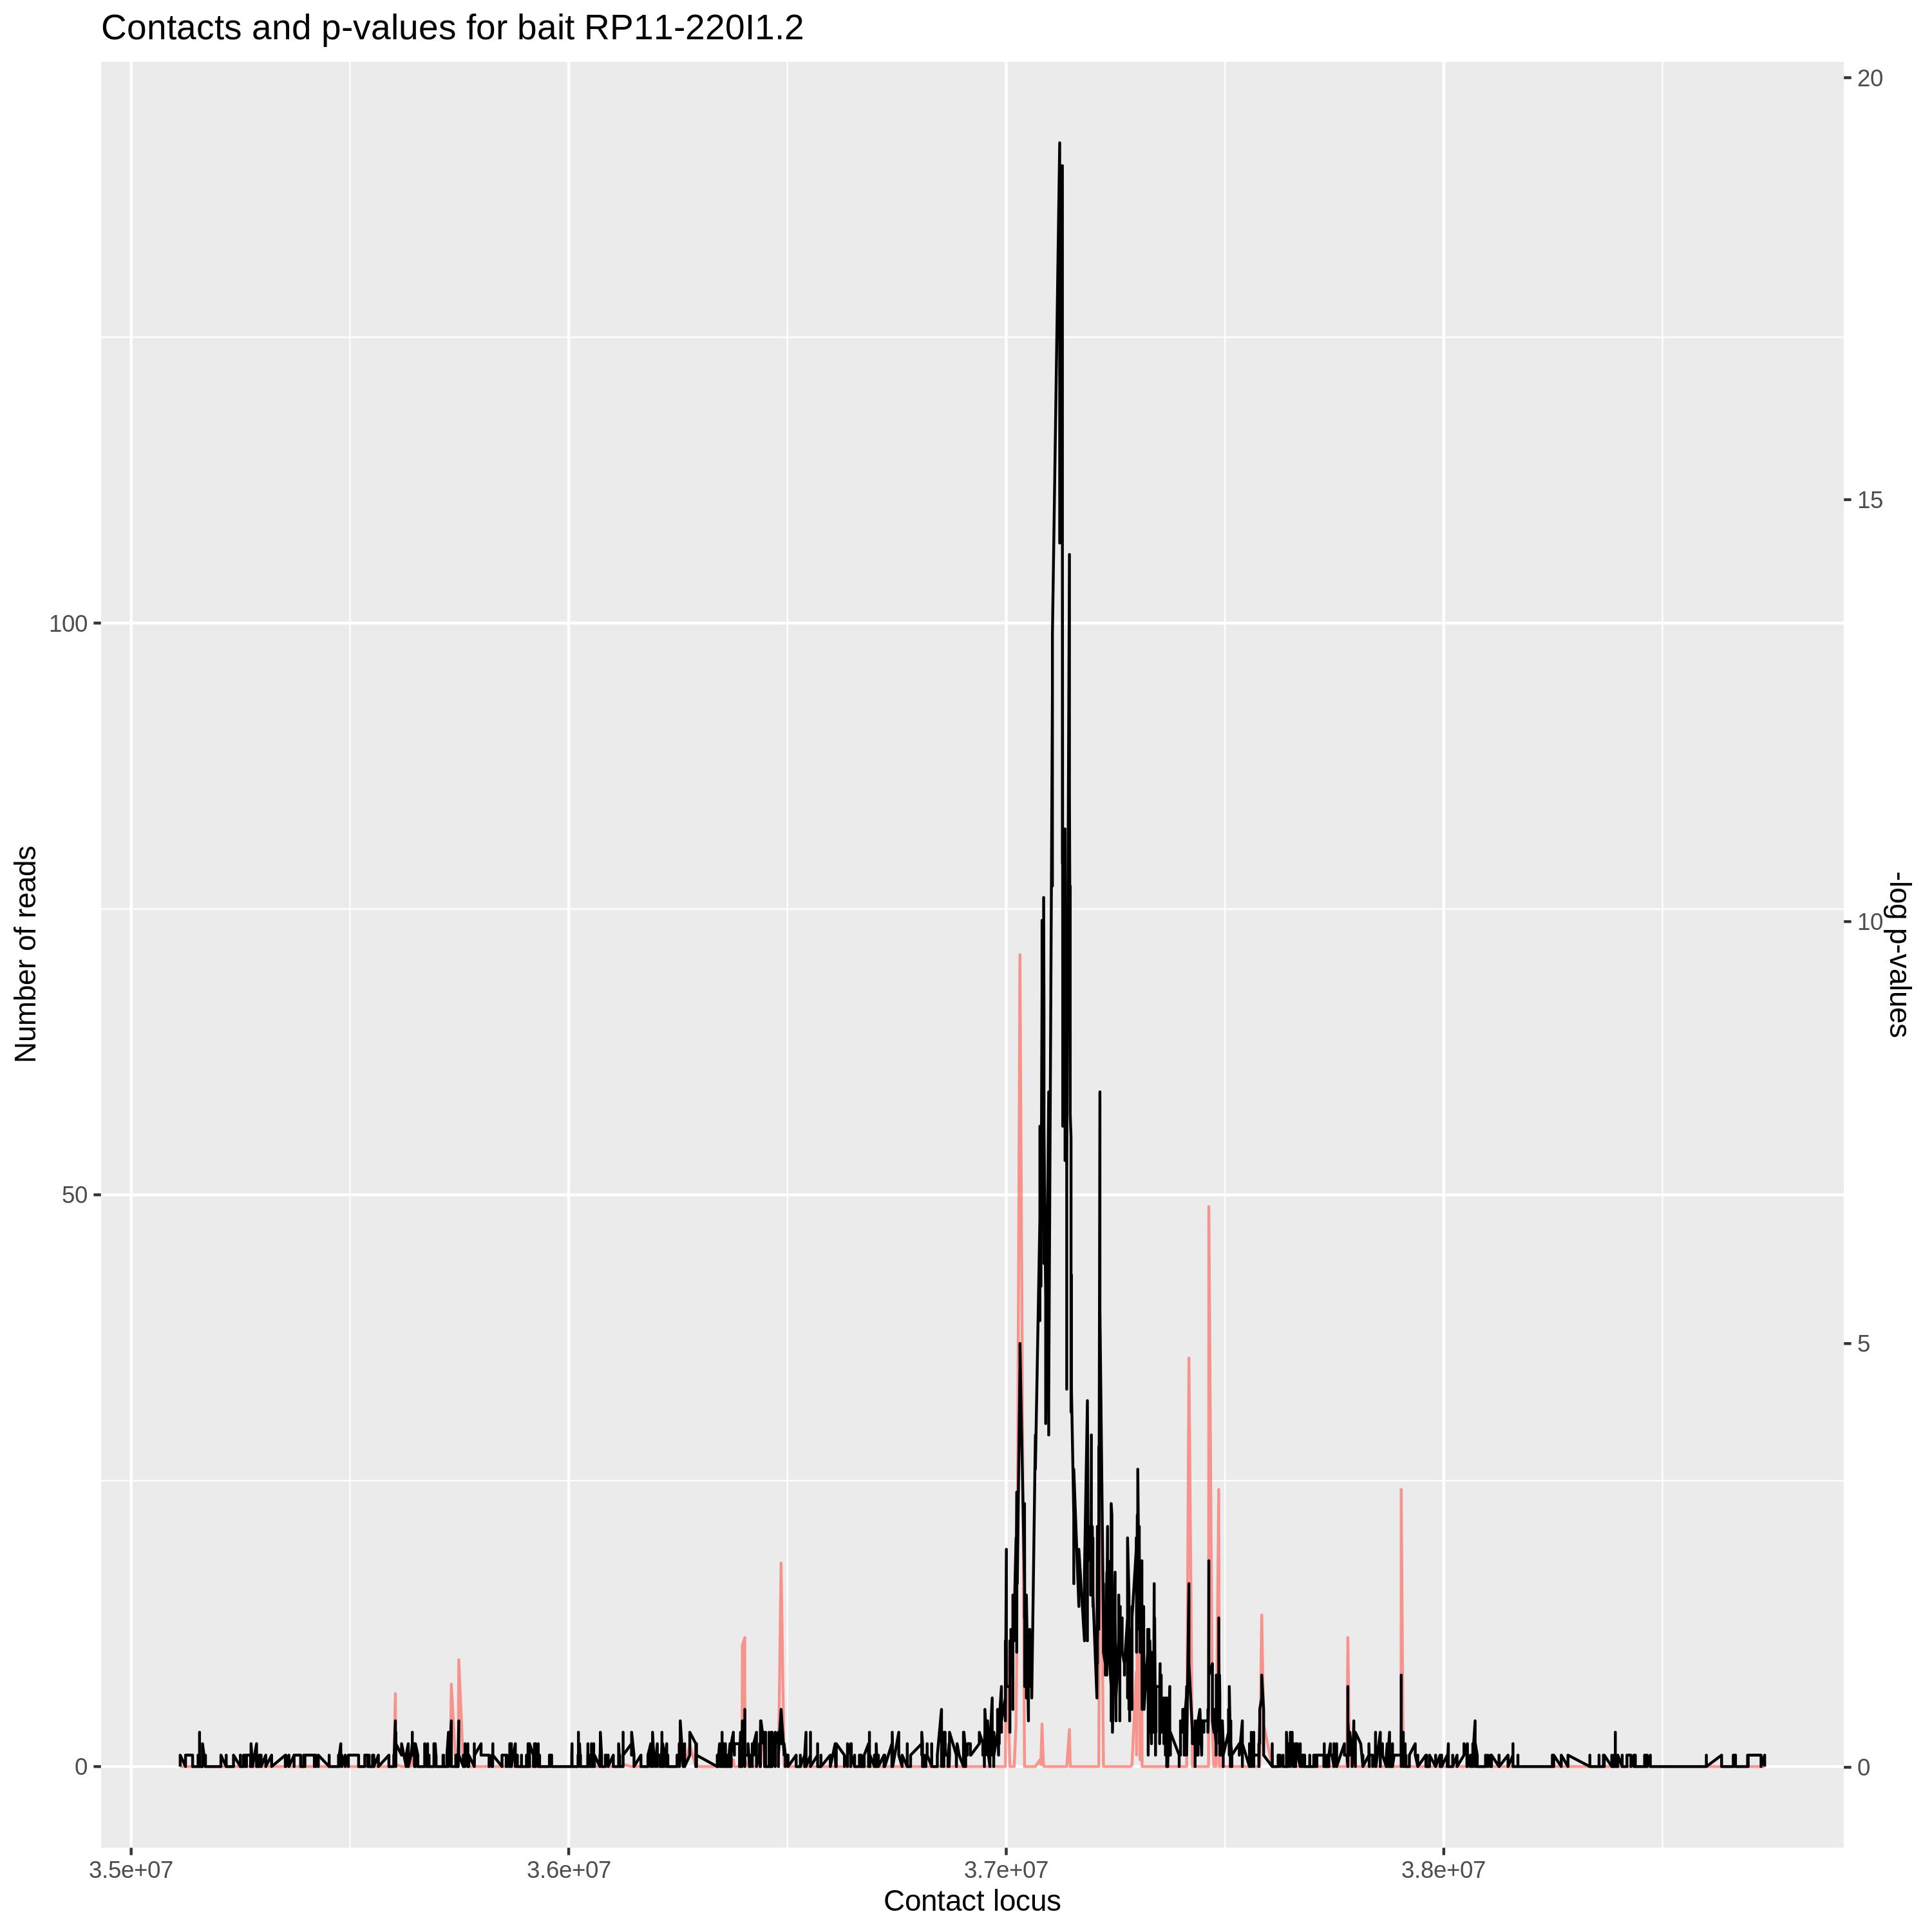 Contacts and p-values for bait RP11-220I1.2
20
15
100
10
50
5
0
0
Number of reads
-log p-values
3.5e+07
3.6e+07
3.7e+07
3.8e+07
Contact locus